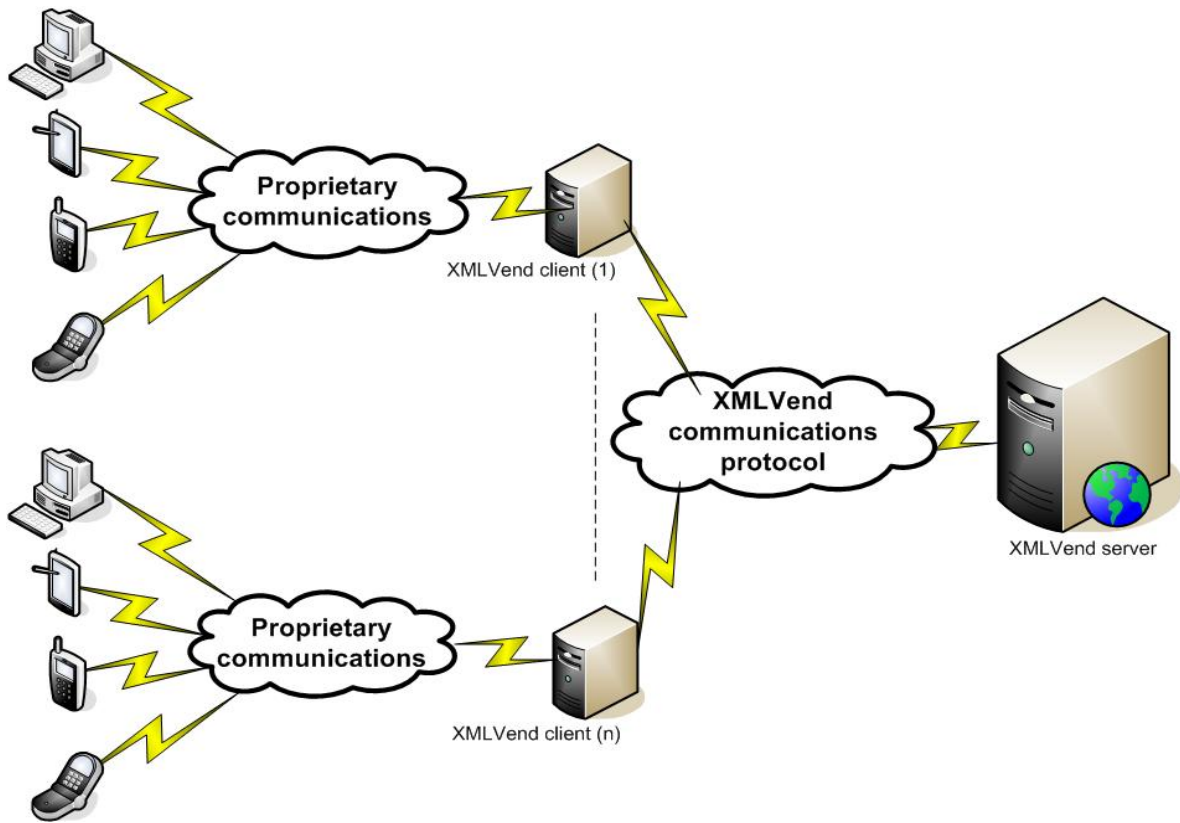 Proprietary
communications
XMLVend client (1)
XMLVend
communications
protocol
XMLVend server
Proprietary
communications
XMLVend client (n)